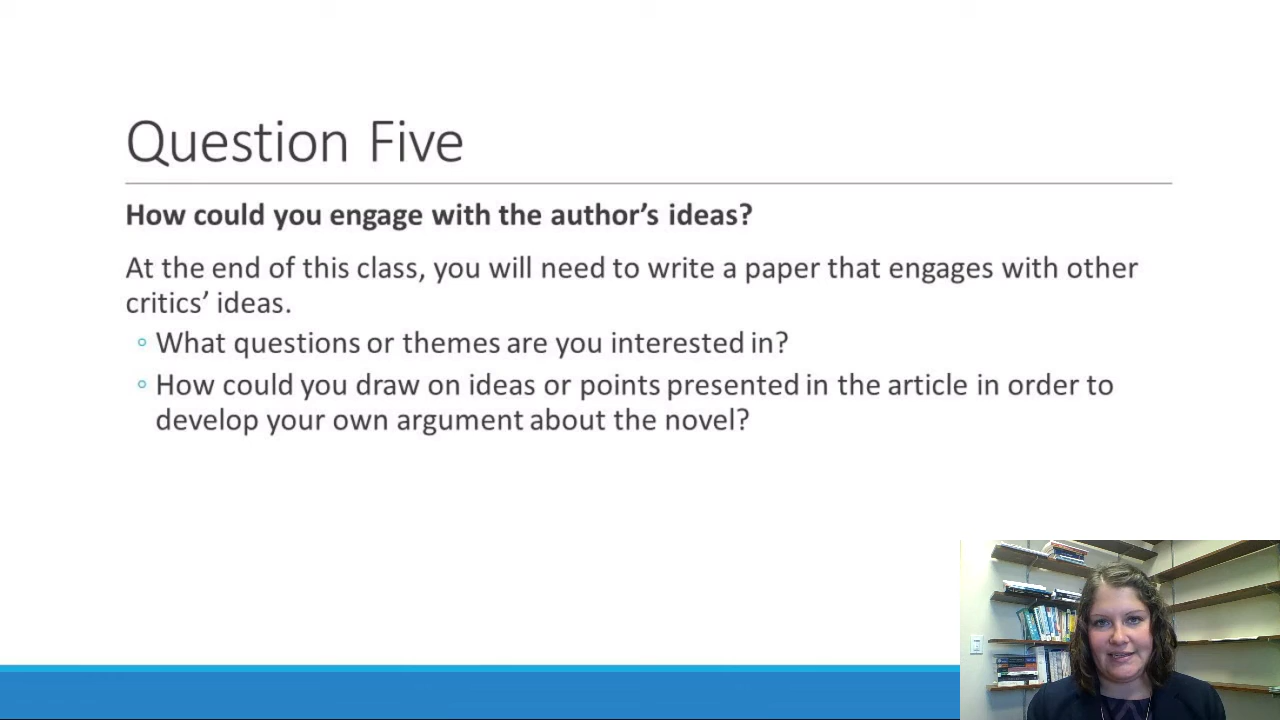 Question Five
How could you engage with the author’s ideas?
At the end of this class, you will need to write a paper that engages with other
critics’ ideas.
◦ What questions or themes are you interested in?
◦ How could you draw on ideas or points presented in the article in order to
develop your own argument about the novel?